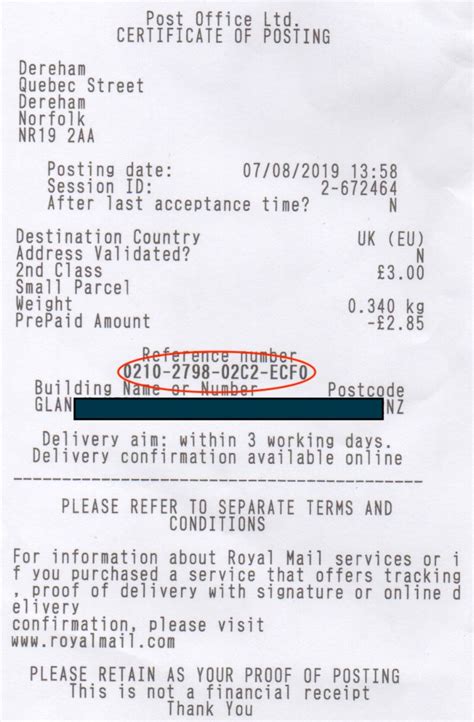 Post Office Ltd.
CERTIFICATE OF POSTING
Dereham
Quebec Street
Dereham
Norfolk
NR19 2AA
Posting date: 07/08/2019 13:58
Session ID: 2-672464
After last acceptance time? N
Destination Country UK (EU)
Address Validated? N
2nd Class £3.00
Small Parcel
Weight 0.340 kg
PrePaid Amount -£2.85
Reference number
0210-2798-02C2-ECF0
Building Name or Number Postcode
GLAN NZ
Delivery aim: within 3 working days.
Delivery confirmation available online
PLEASE REFER TO SEPARATE TERMS AND
CONDITIONS
For information about Royal Mail services or i
f you purchased a service that offers tracking
, proof of delivery with signature or online d
elivery
confirmation, please visit
www.royalmail.com
PLEASE RETAIN AS YOUR PROOF OF POSTING
This is not a financial receipt
Thank You